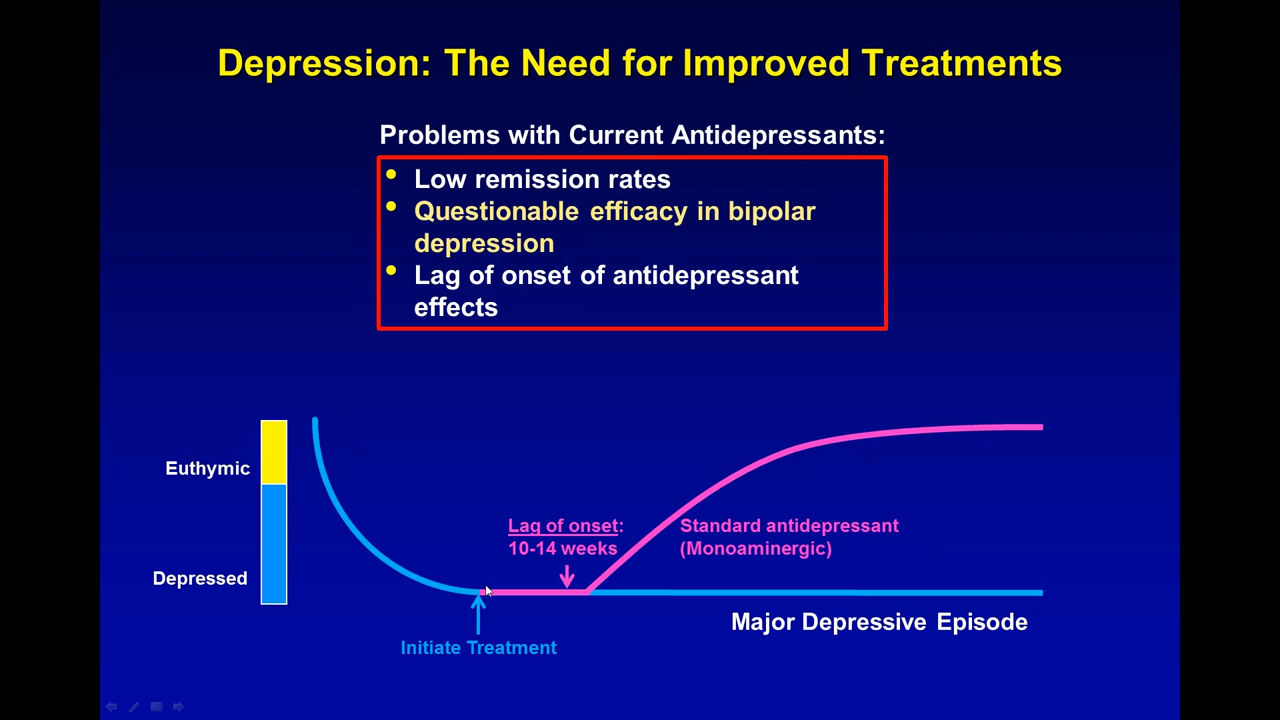 Depression: The Need for Improved Treatments
Problems with Current Antidepressants:
• Low remission rates
• Questionable efficacy in bipolar
depression
• Lag of onset of antidepressant
effects
Euthymic
Depressed
Lag of onset:
10-14 weeks
Standard antidepressant
(Monoaminergic)
Major Depressive Episode
Initiate Treatment